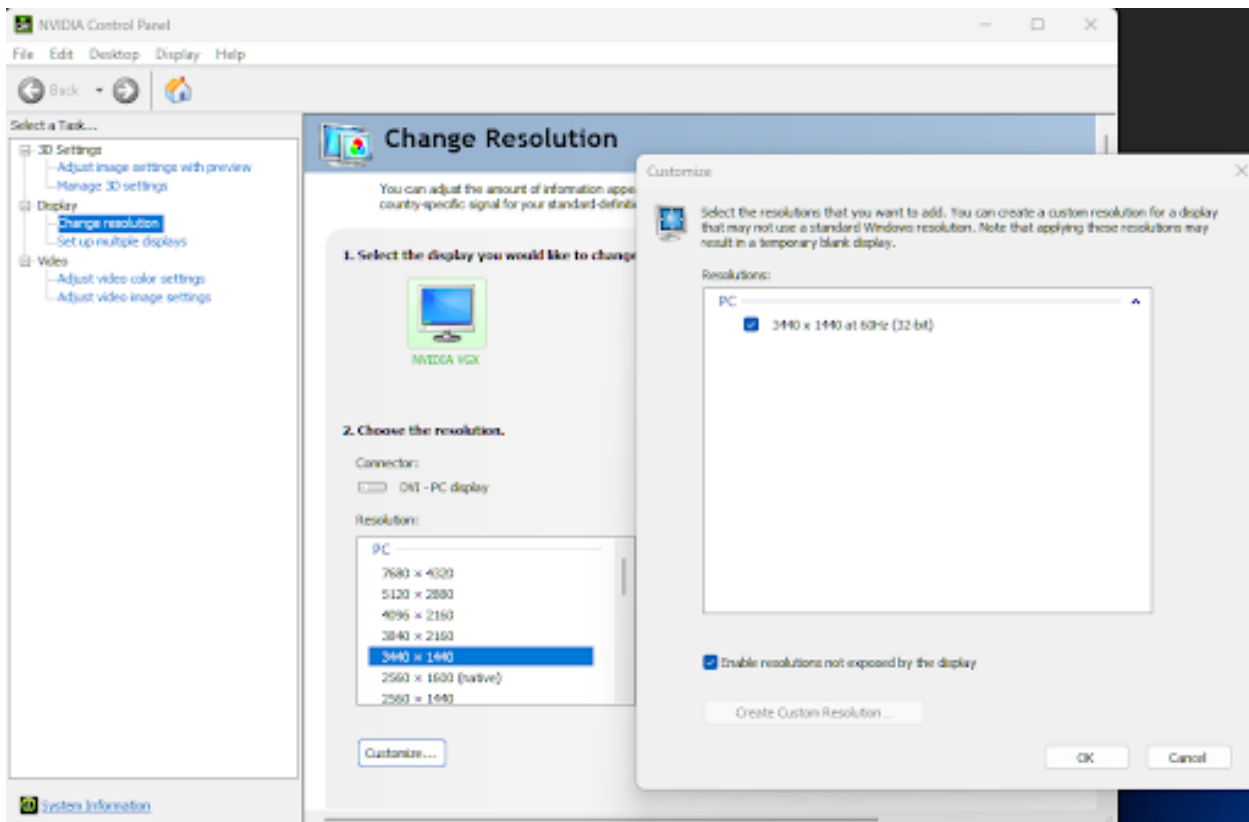 NVIDIA Control Panel
File Edit Desktop Display Help
Back
Select a Task...
3D Settings
Adjust image settings with preview
Manage 3D settings
Display
Change resolution
Set up multiple displays
Video
Adjust video color settings
Adjust video image settings
System Information
Change Resolution
You can adjust the amount of information appe
country-specific signal for your standard-definiti
1. Select the display you would like to change
NVIDIA VGX
2. Choose the resolution.
Connector:
DVI - PC display
Resolution:
PC
7680 × 4320
5120 × 2880
4096 × 2160
3840 × 2160
3440 × 1440
2560 × 1600 (native)
2560 × 1440
Customize...
Customize
Select the resolutions that you want to add. You can create a custom resolution for a display
that may not use a standard Windows resolution. Note that applying these resolutions may
result in a temporary blank display.
Resolutions:
PC
3440 x 1440 at 60Hz (32-bit)
Enable resolutions not exposed by the display
Create Custom Resolution...
OK Cancel